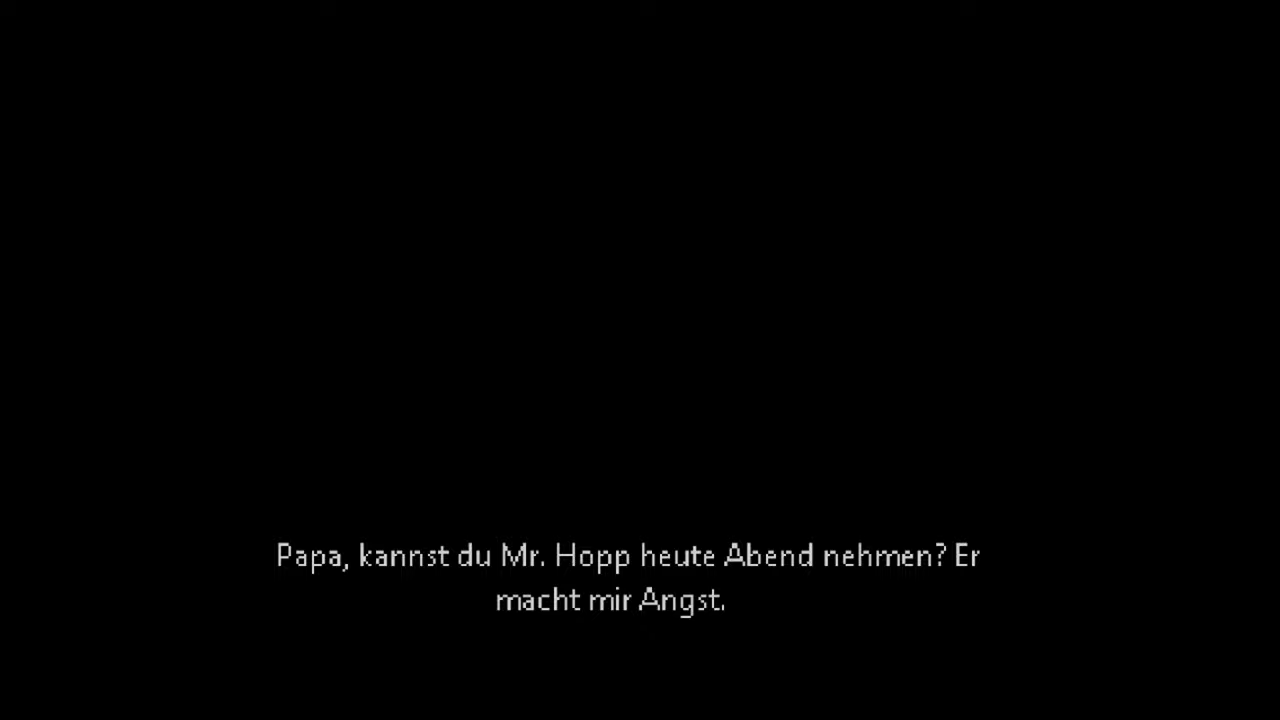 Papa, kannst du Mr. Hopp heute Abend nehmen? Er
macht mir Angst.